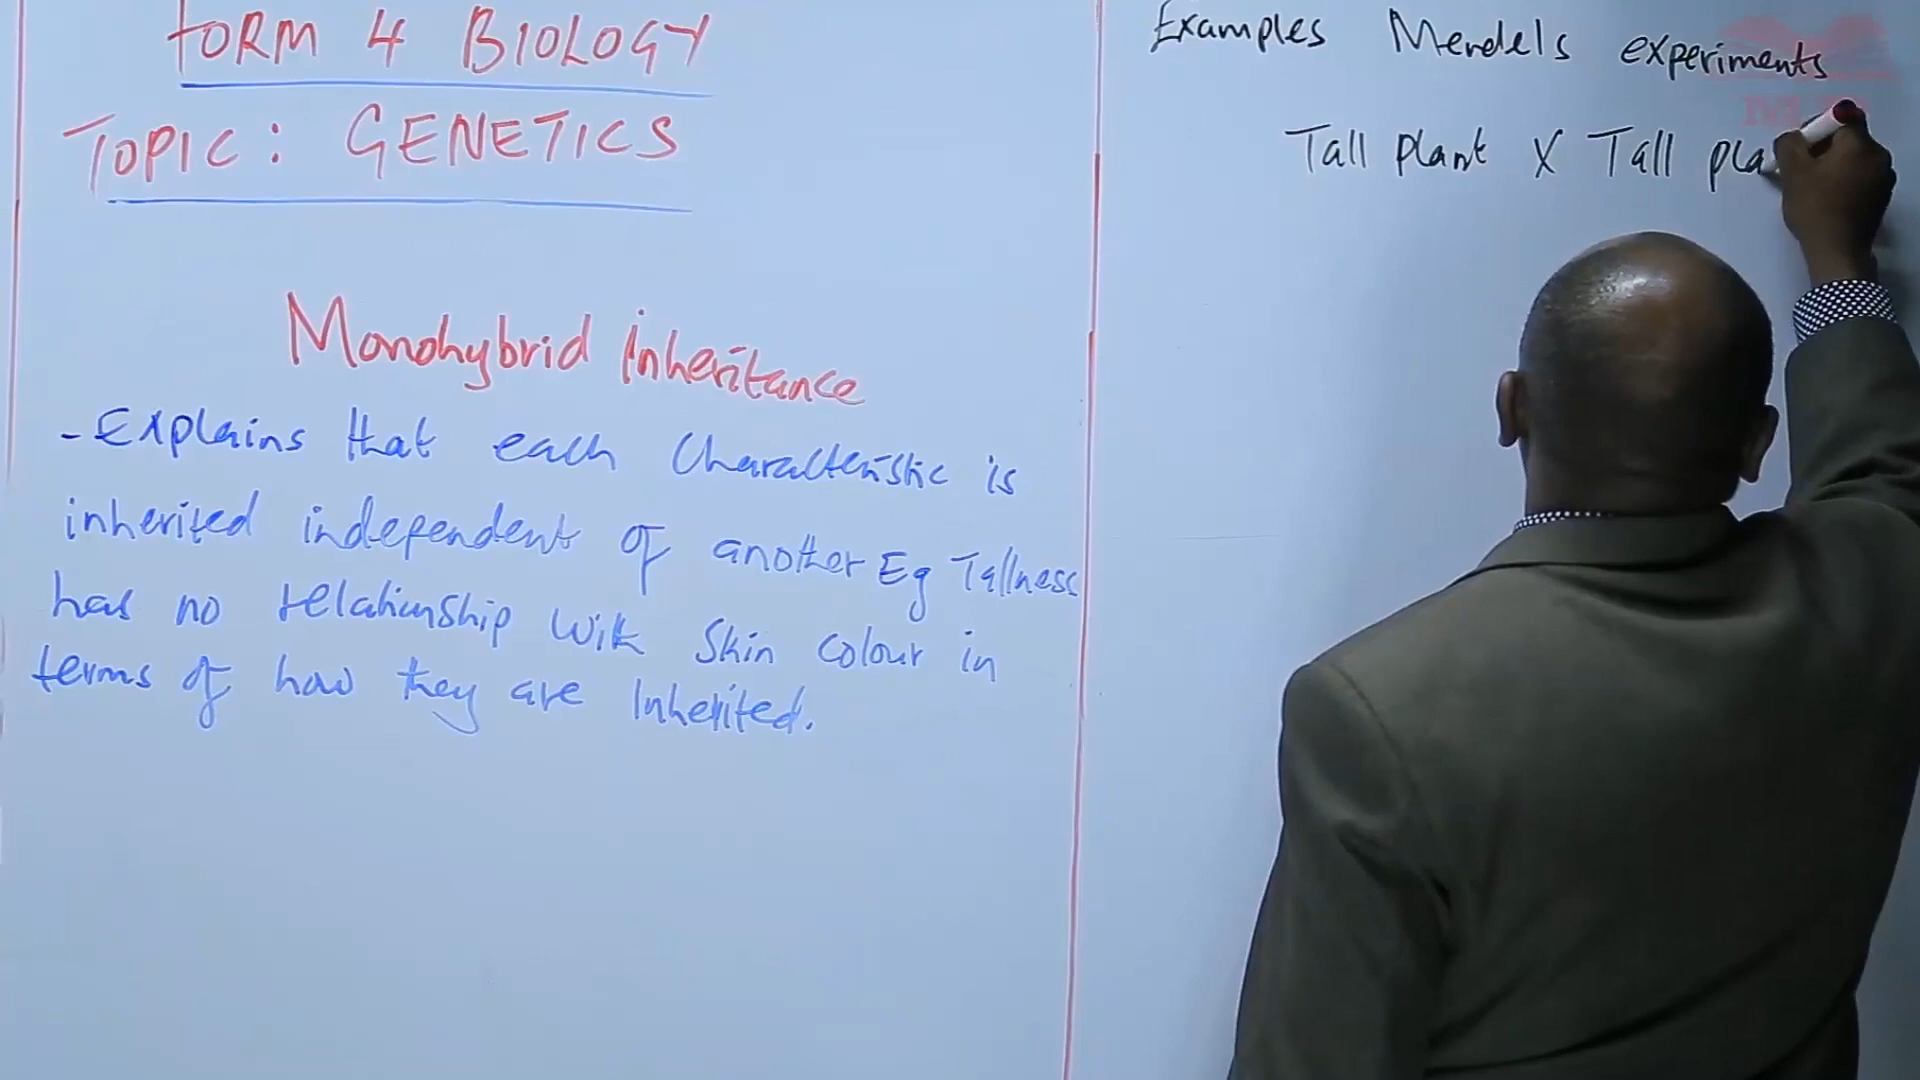 FORM 4 BIOLOGY
TOPIC: GENETICS
Monohybrid Inheritance
- Explains that each Characteristic is
inherited independent of another Eg Tallness
has no relationship with Skin colour in
terms of how they are Inherited.
Examples Mendels experiments
Tall plant X Tall pla